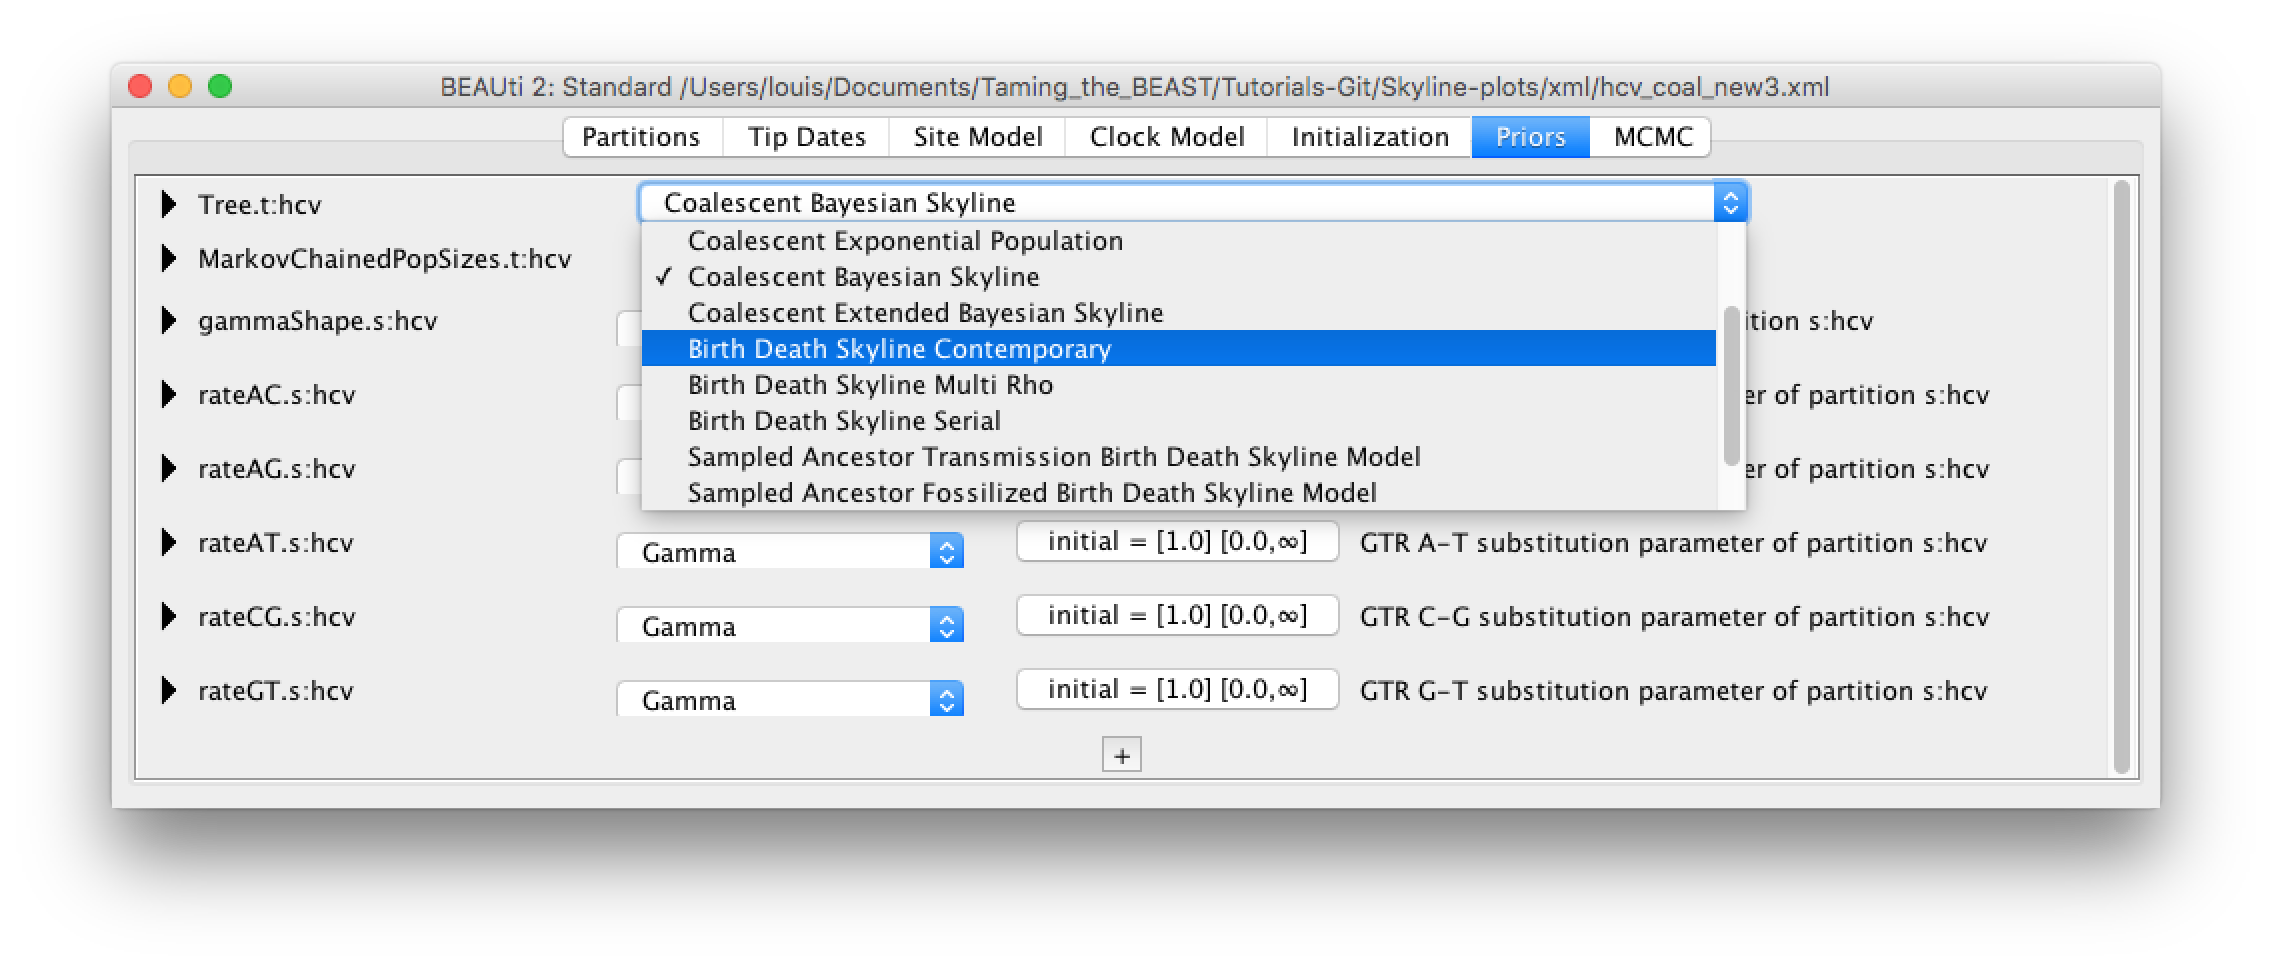 BEAUti 2: Standard /Users/louis/Documents/Taming_the_BEAST/Tutorials-Git/Skyline-plots/xml/hcv_coal_new3.xml
Partitions Tip Dates Site Model Clock Model Initialization Priors MCMC
Tree.t:hcv Coalescent Bayesian Skyline
Coalescent Exponential Population
MarkovChainedPopSizes.t:hcv ✓ Coalescent Bayesian Skyline
Coalescent Extended Bayesian Skyline
gammaShape.s:hcv s:hcv
Birth Death Skyline Contemporary
Birth Death Skyline Multi Rho
rateAC.s:hcv of partition s:hcv
Birth Death Skyline Serial
Sampled Ancestor Transmission Birth Death Skyline Model
rateAG.s:hcv of partition s:hcv
Sampled Ancestor Fossilized Birth Death Skyline Model
rateAT.s:hcv Gamma initial = [1.0] [0.0,∞] GTR A-T substitution parameter of partition s:hcv
rateCG.s:hcv Gamma initial = [1.0] [0.0,∞] GTR C-G substitution parameter of partition s:hcv
rateGT.s:hcv Gamma initial = [1.0] [0.0,∞] GTR G-T substitution parameter of partition s:hcv
+